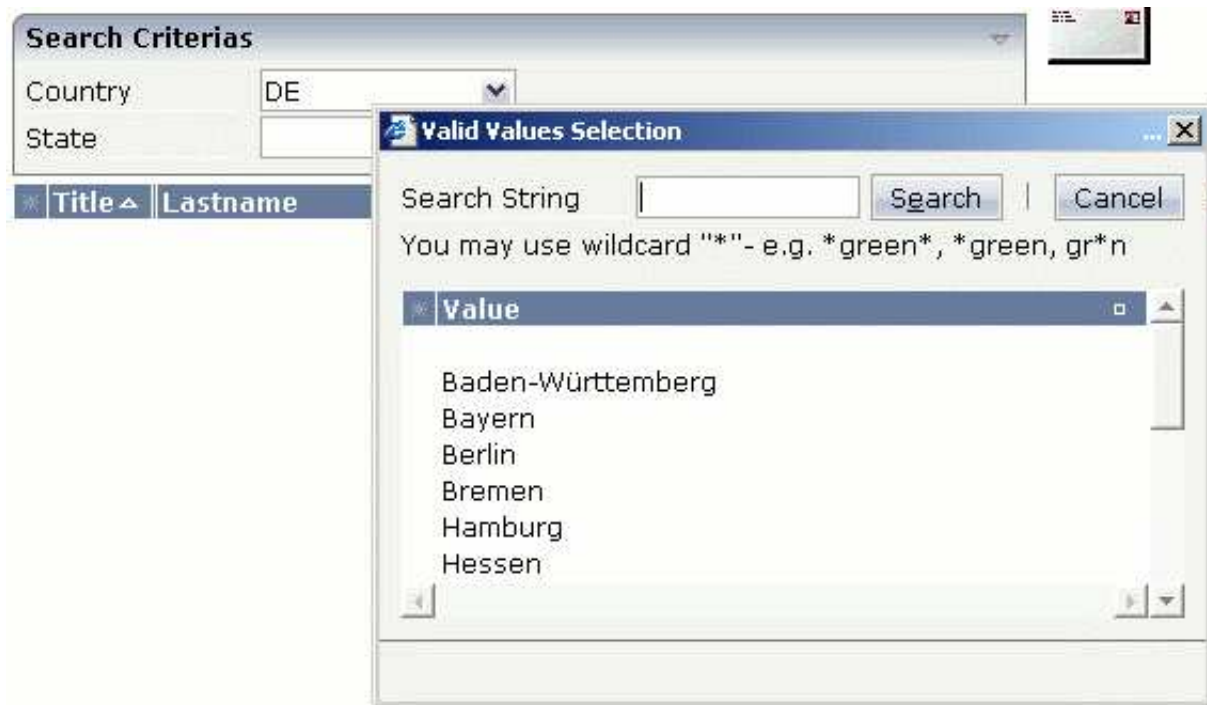 Search Criterias
Country DE
State
Title Lastname
Valid Values Selection ...
Search String Search | Cancel
You may use wildcard "*"- e.g. *green*, *green, gr*n
Value
Baden-Württemberg
Bayern
Berlin
Bremen
Hamburg
Hessen